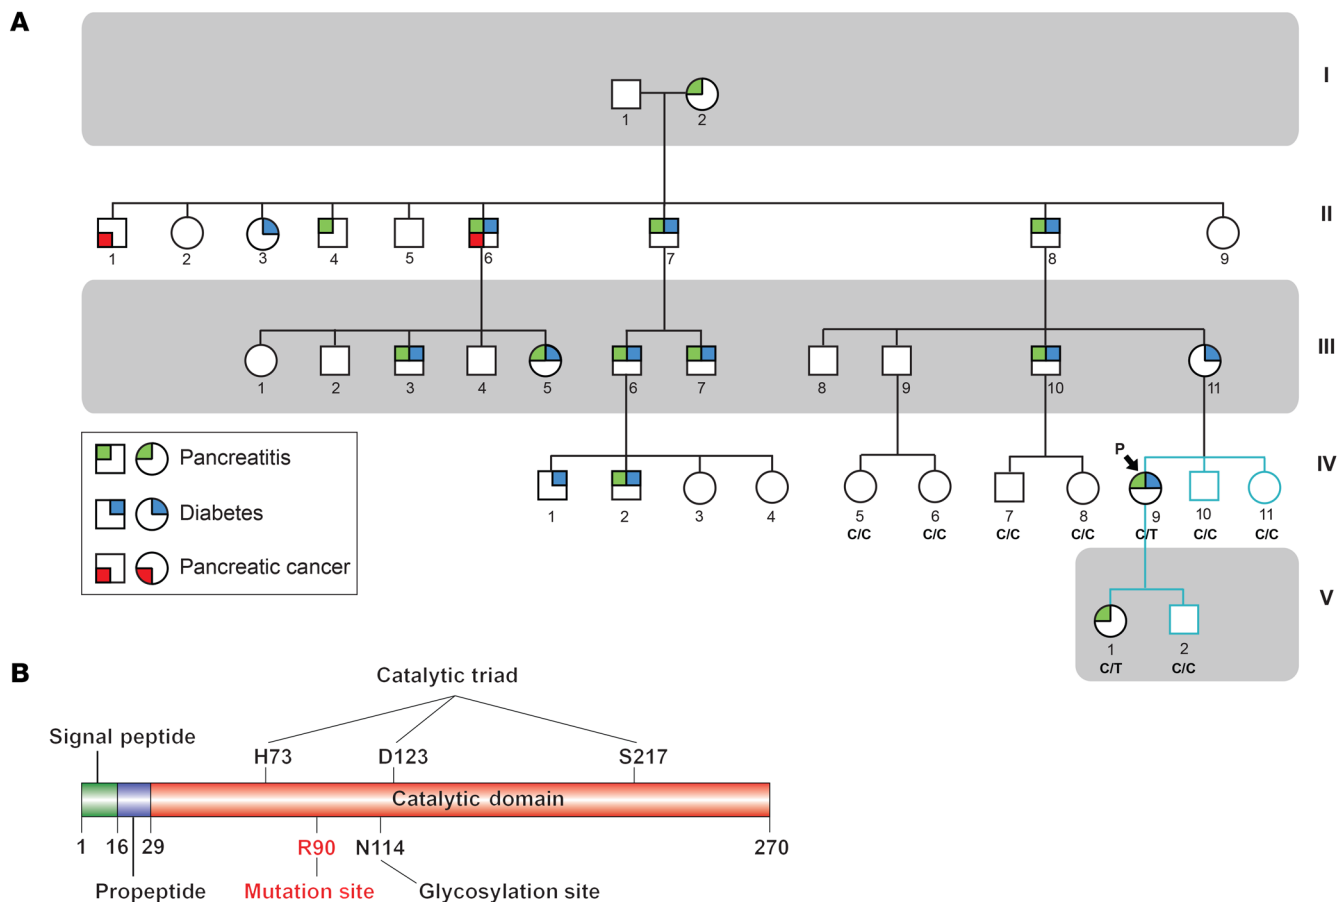 A
I
1 2
II
1 2 3 4 5 6 7 8 9
III
1 2 3 4 5 6 7 8 9 10 11
Pancreatitis
Diabetes
Pancreatic cancer
P
IV
1 2 3 4 5 6 7 8 9 10 11
C/C C/C C/C C/C C/T C/C C/C
V
1 2
C/T C/C
B
Catalytic triad
Signal peptide
H73 D123 S217
Catalytic domain
1 16 29 R90 N114 270
Propeptide Mutation site Glycosylation site